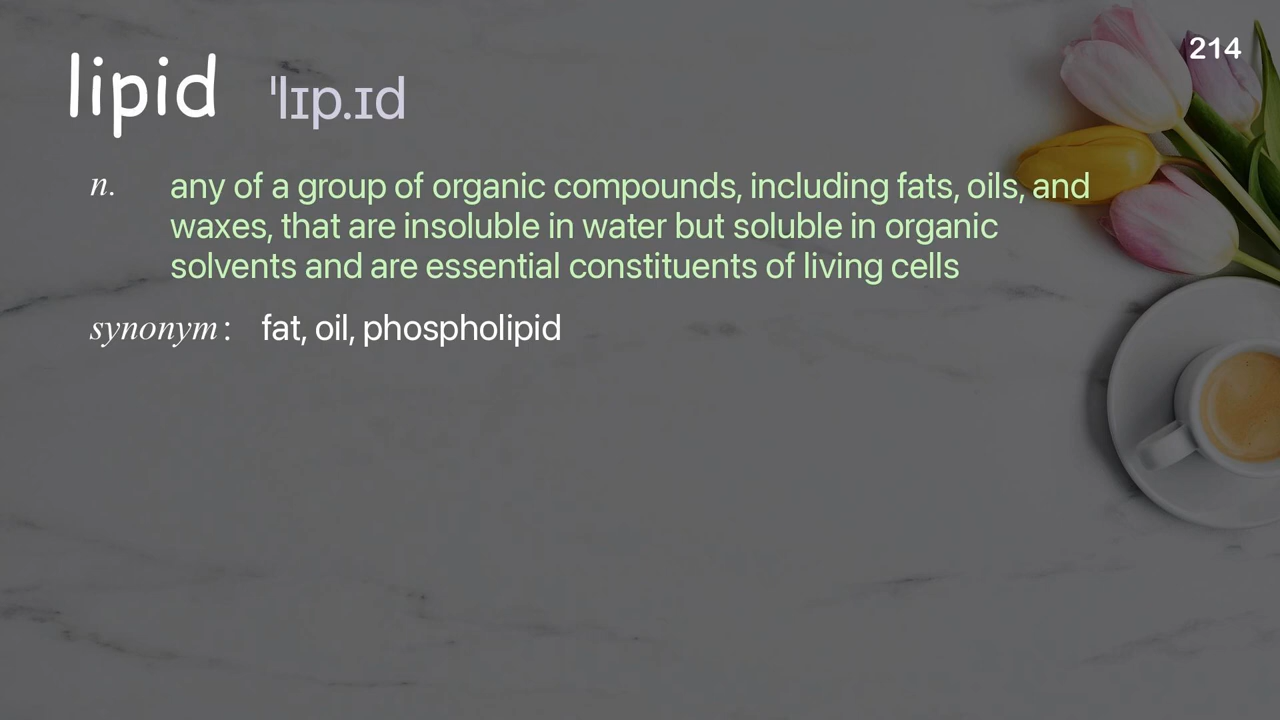 214
lipid ˈlɪp.ɪd
n. any of a group of organic compounds, including fats, oils, and
waxes, that are insoluble in water but soluble in organic
solvents and are essential constituents of living cells
synonym: fat, oil, phospholipid